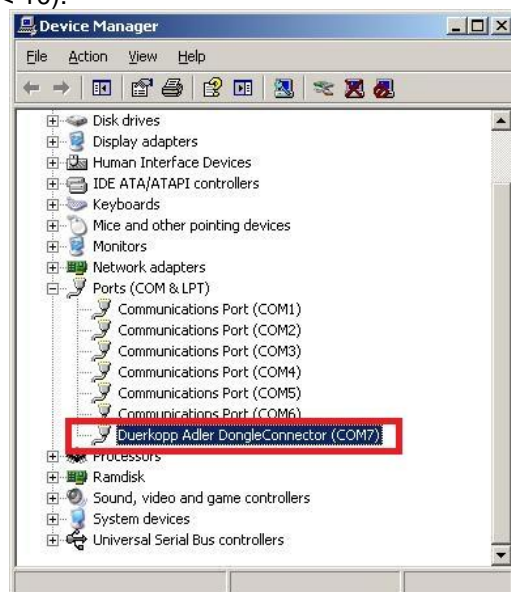 < 16).
Device Manager
File Action View Help
Disk drives
Display adapters
Human Interface Devices
IDE ATA/ATAPI controllers
Keyboards
Mice and other pointing devices
Monitors
Network adapters
Ports (COM & LPT)
Communications Port (COM1)
Communications Port (COM2)
Communications Port (COM3)
Communications Port (COM4)
Communications Port (COM5)
Communications Port (COM6)
Duerkopp Adler DongleConnector (COM7)
Processors
Ramdisk
Sound, video and game controllers
System devices
Universal Serial Bus controllers